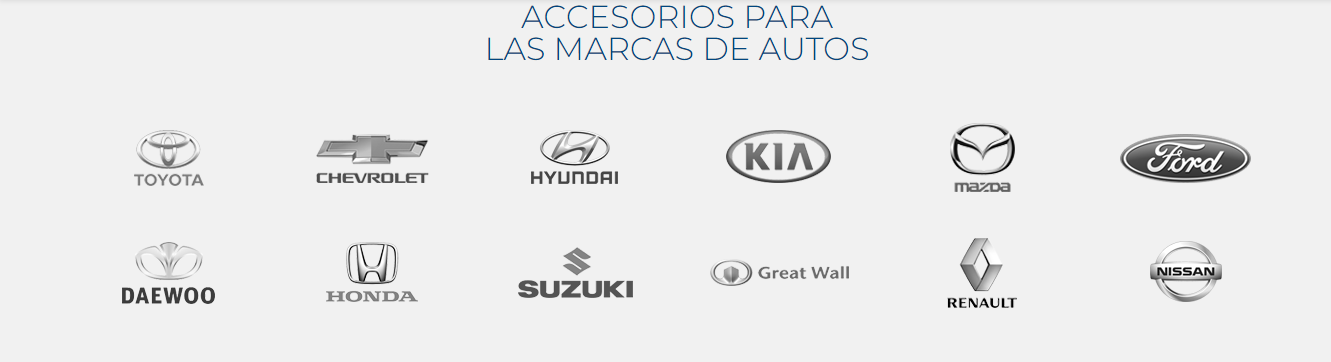 ACCESORIOS PARA
LAS MARCAS DE AUTOS
TOYOTA
CHEVROLET
HYUNDAI
KIA
mazda
Ford
DAEWOO
HONDA
SUZUKI
Great Wall
RENAULT
NISSAN